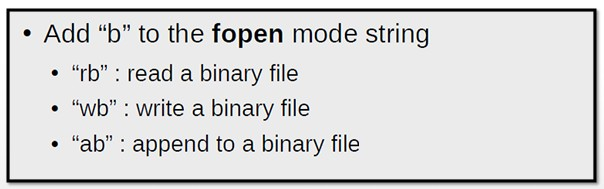 • Add “b” to the fopen mode string
• “rb” : read a binary file
• “wb” : write a binary file
• “ab” : append to a binary file